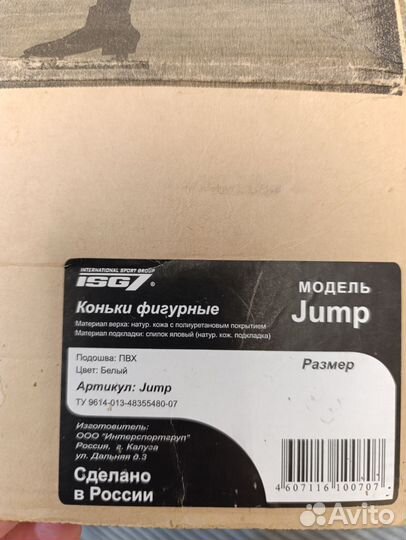 INTERNATIONAL SPORT GROUP
ISG7®
Коньки фигурные
МОДЕЛЬ
Jump
Материал верха: натур. кожа с полиуретановым покрытием
Материал подкладки: спилок яловый (натур. кож. подкладка)
Подошва: ПВХ
Цвет: Белый
Размер
Артикул: Jump
ТУ 9614-013-48355480-07
Изготовитель:
ООО "Интерспортгруп"
Россия, г. Калуга
ул. Дальняя д.3
Сделано
в России
4607116100707
Avito